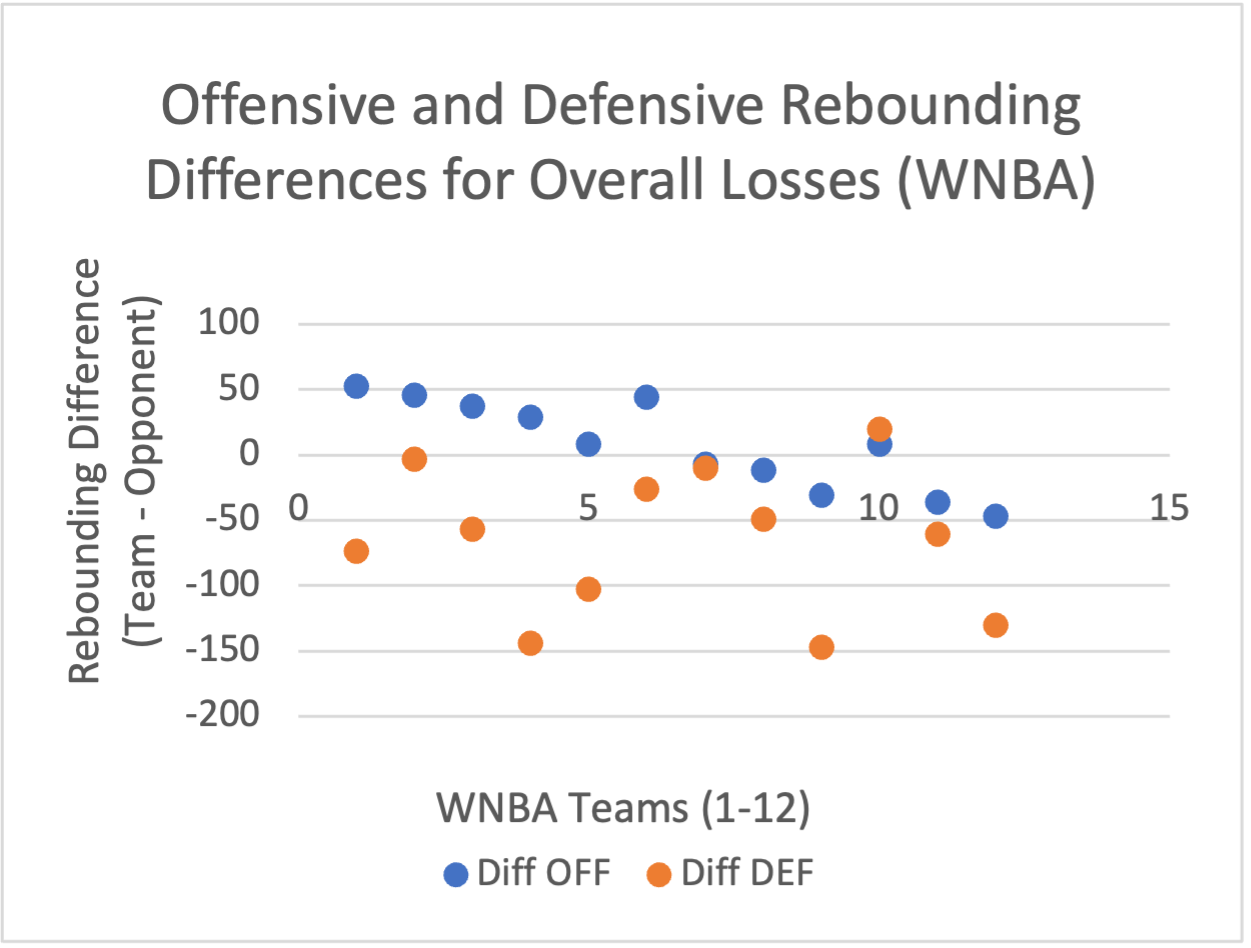 Offensive and Defensive Rebounding
Differences for Overall Losses (WNBA)
Rebounding Difference
(Team - Opponent)
100
50
0
-50
-100
-150
-200
0
5
10
15
WNBA Teams (1-12)
Diff OFF
Diff DEF